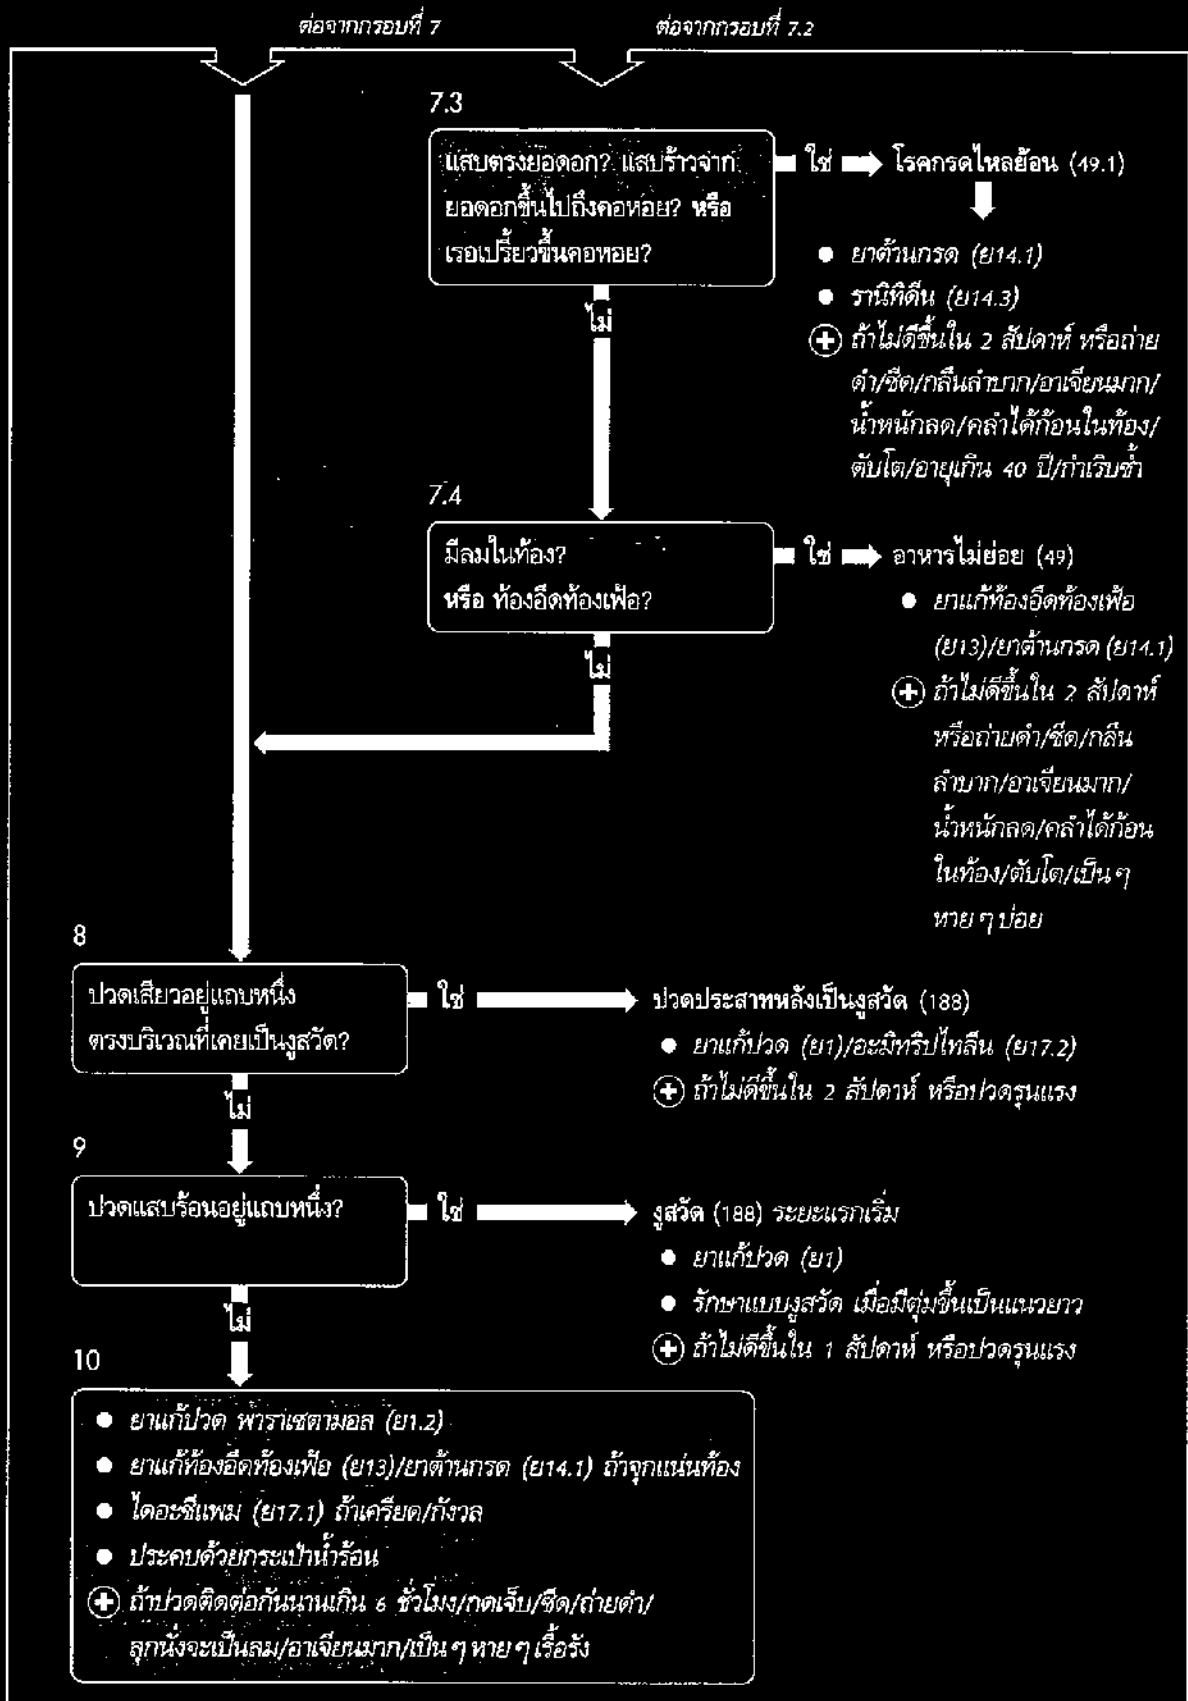 ต่อจากกรอบที่ 7
ต่อจากกรอบที่ 7.2
7.3
แสบตรงยอดอก? แสบร้าวจาก
ยอดอกขึ้นไปถึงคอหอย? หรือ
เรอเปรี้ยวขึ้นคอหอย?
ใช่
โรคกรดไหลย้อน (49.1)
● ยาต้านกรด (ย14.1)
● รานิทิดีน (ย14.3)
⊕ ถ้าไม่ดีขึ้นใน 2 สัปดาห์ หรือถ่าย
ดำ/ซีด/กลืนลำบาก/อาเจียนมาก/
น้ำหนักลด/คลำได้ก้อนในท้อง/
ตับโต/อายุเกิน 40 ปี/กำเริบซ้ำ
ไม่
7.4
มีลมในท้อง?
หรือ ท้องอืดท้องเฟ้อ?
ใช่
อาหารไม่ย่อย (49)
● ยาแก้ท้องอืดท้องเฟ้อ
(ย13)/ยาต้านกรด (ย14.1)
⊕ ถ้าไม่ดีขึ้นใน 2 สัปดาห์
หรือถ่ายดำ/ซีด/กลืน
ลำบาก/อาเจียนมาก/
น้ำหนักลด/คลำได้ก้อน
ในท้อง/ตับโต/เป็นๆ
หายๆ บ่อย
ไม่
8
ปวดเสียวอยู่แถบหนึ่ง
ตรงบริเวณที่เคยเป็นงูสวัด?
ใช่
ปวดประสาทหลังเป็นงูสวัด (188)
● ยาแก้ปวด (ย1)/อะมิทริปไทลีน (ย17.2)
⊕ ถ้าไม่ดีขึ้นใน 2 สัปดาห์ หรือปวดรุนแรง
ไม่
9
ปวดแสบร้อนอยู่แถบหนึ่ง?
ใช่
งูสวัด (188) ระยะแรกเริ่ม
● ยาแก้ปวด (ย1)
● รักษาแบบงูสวัด เมื่อมีตุ่มขึ้นเป็นแนวยาว
⊕ ถ้าไม่ดีขึ้นใน 1 สัปดาห์ หรือปวดรุนแรง
ไม่
10
● ยาแก้ปวด พาราเซตามอล (ย1.2)
● ยาแก้ท้องอืดท้องเฟ้อ (ย13)/ยาต้านกรด (ย14.1) ถ้าจุกแน่นท้อง
● ไดอะซีแพม (ย17.1) ถ้าเครียด/กังวล
● ประคบด้วยกระเป๋าน้ำร้อน
⊕ ถ้าปวดติดต่อกันนานเกิน 6 ชั่วโมง/กดเจ็บ/ซีด/ถ่ายดำ/
ลุกนั่งจะเป็นลม/อาเจียนมาก/เป็นๆ หายๆ เรื้อรัง